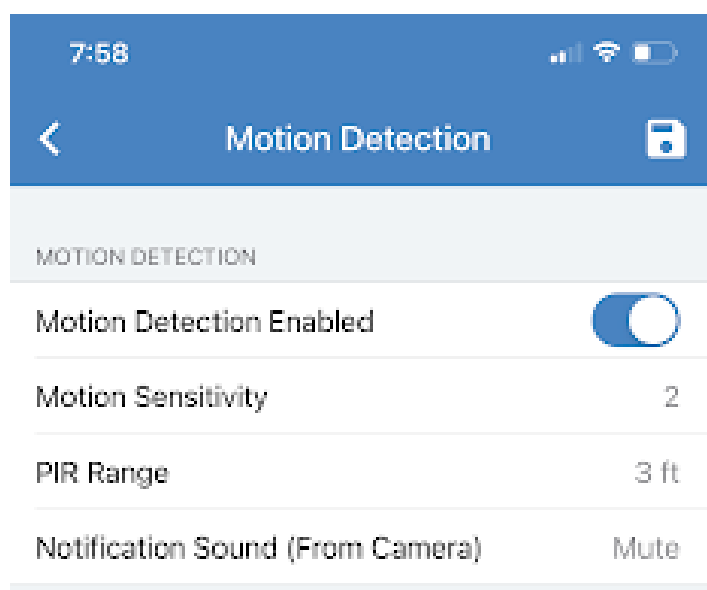 7:58
Motion Detection
MOTION DETECTION
Motion Detection Enabled
Motion Sensitivity 2
PIR Range 3 ft
Notification Sound (From Camera) Mute